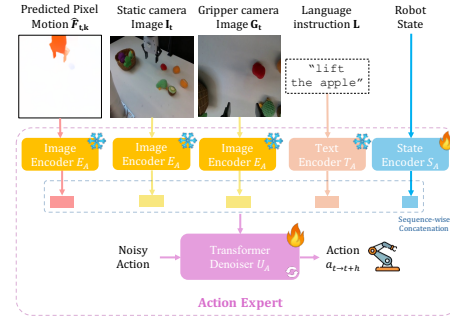 Predicted Pixel
Motion F̂t,k
Static camera
Image It
Gripper camera
Image Gt
Language
instruction L
Robot
State
"lift
the apple"
Image
Encoder EA
Image
Encoder EA
Image
Encoder EA
Text
Encoder TA
State
Encoder SA
Sequence-wise
Concatenation
Noisy
Action
Transformer
Denoiser UA
Action
at→t+h
Action Expert